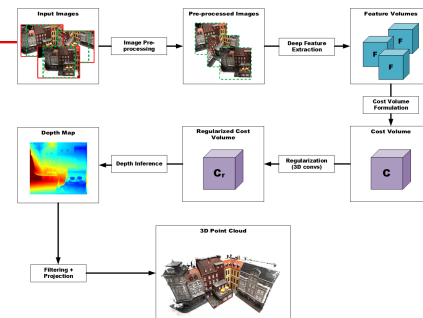 Input Images
Image Pre-
processing
Pre-processed Images
Deep Feature
Extraction
Feature Volumes
F
F
F
Cost Volume
Formulation
Cost Volume
C
Regularization
(3D convs)
Regularized Cost
Volume
Cr
Depth Inference
Depth Map
Filtering +
Projection
3D Point Cloud